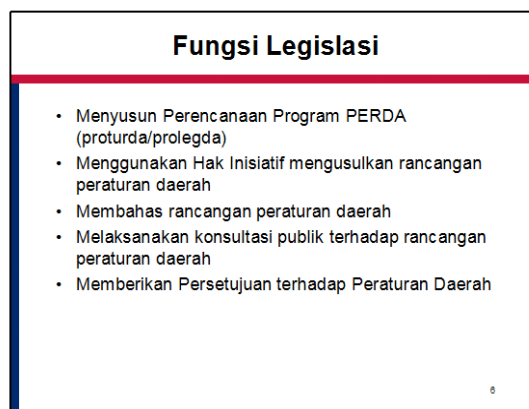 Fungsi Legislasi
• Menyusun Perencanaan Program PERDA
(proturda/prolegda)
• Menggunakan Hak Inisiatif mengusulkan rancangan
peraturan daerah
• Membahas rancangan peraturan daerah
• Melaksanakan konsultasi publik terhadap rancangan
peraturan daerah
• Memberikan Persetujuan terhadap Peraturan Daerah
6